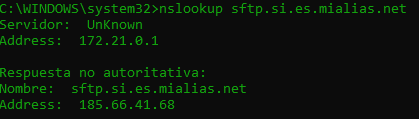 C:\WINDOWS\system32>nslookup sftp.si.es.mialias.net
Servidor:  UnKnown
Address:  172.21.0.1
Respuesta no autoritativa:
Nombre:  sftp.si.es.mialias.net
Address:  185.66.41.68